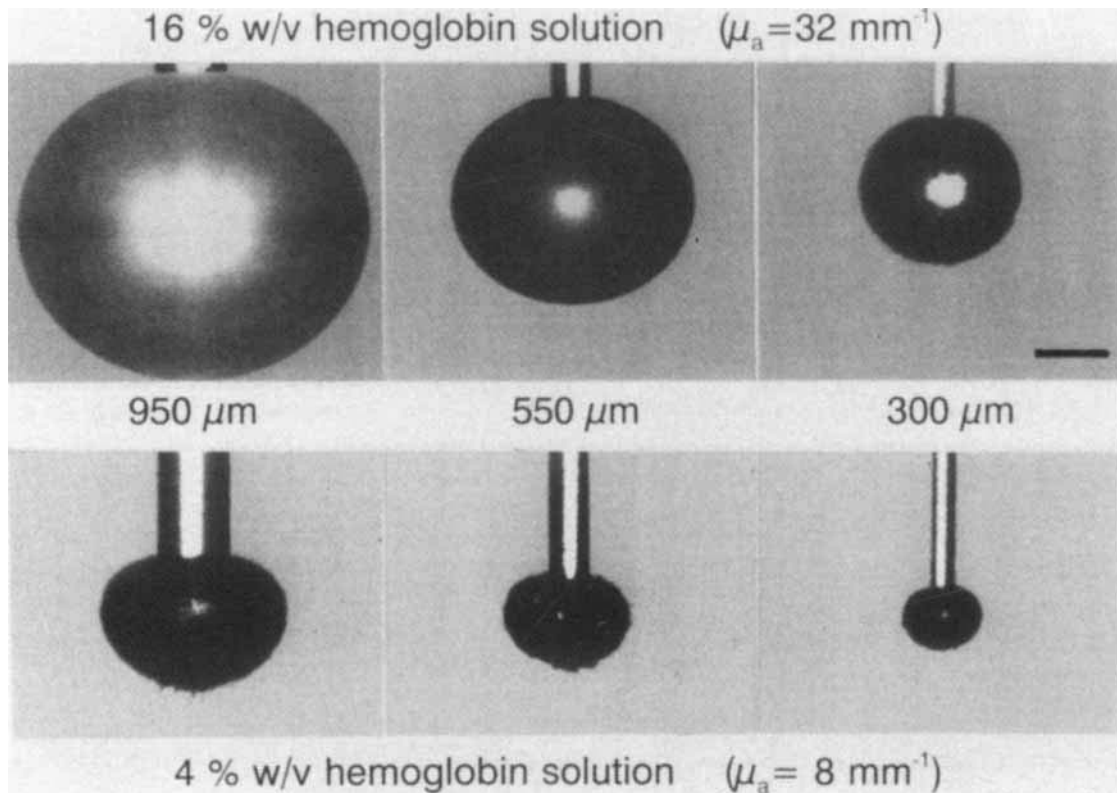 16 % w/v hemoglobin solution (μa=32 mm-1)
950 μm 550 μm 300 μm
4 % w/v hemoglobin solution (μa= 8 mm-1)